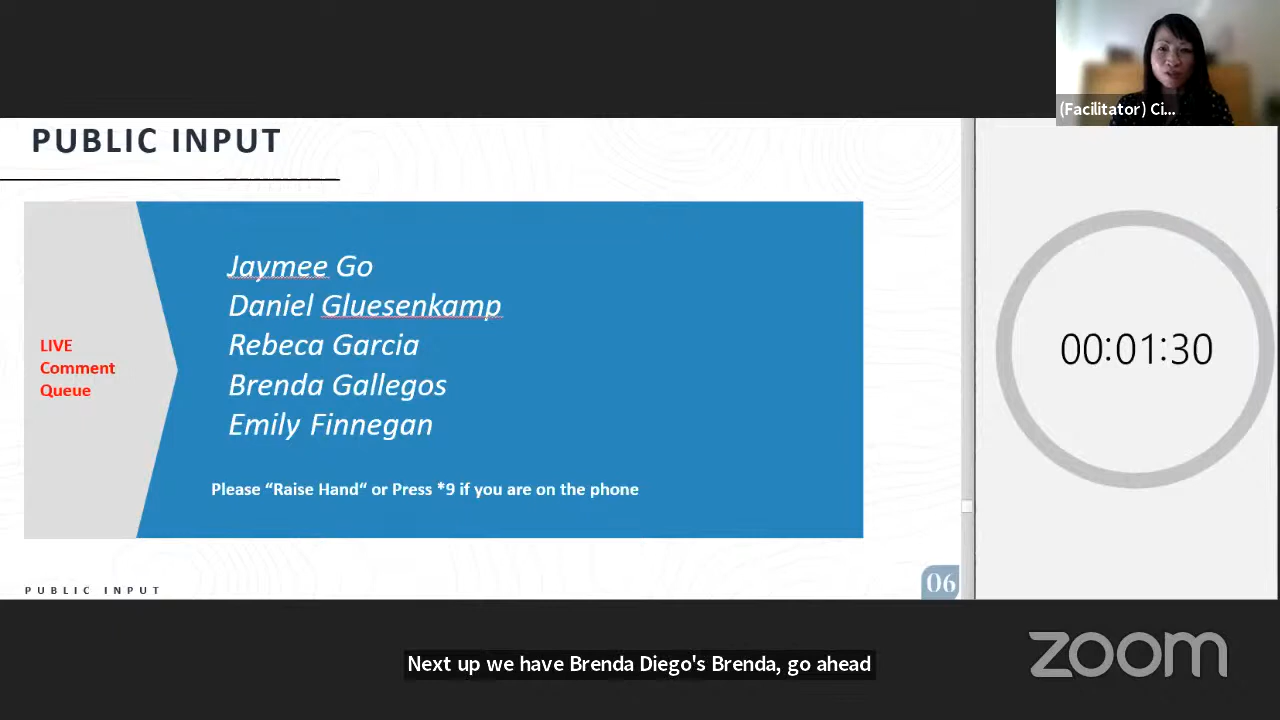 (Facilitator) Ci...
PUBLIC INPUT
Jaymee Go
Daniel Gluesenkamp
Rebeca Garcia
Brenda Gallegos
Emily Finnegan
LIVE
Comment
Queue
Please “Raise Hand“ or Press *9 if you are on the phone
00:01:30
PUBLIC INPUT
06
Next up we have Brenda Diego's Brenda, go ahead
zoom